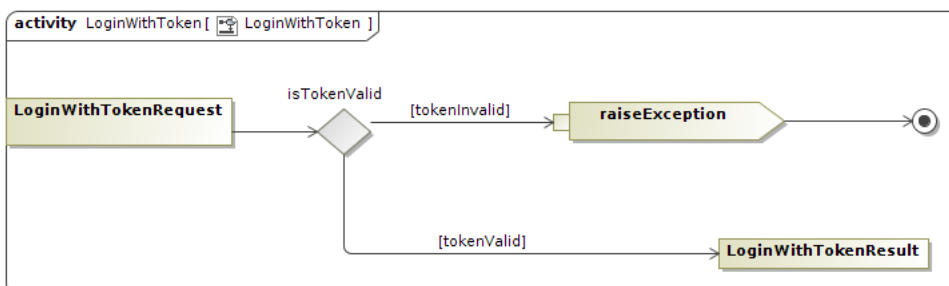 activity LoginWithToken [ LoginWithToken ]
isTokenValid
LoginWithTokenRequest
[tokenInvalid]
raiseException
[tokenValid]
LoginWithTokenResult